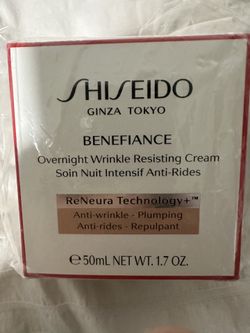 SHISEIDO
GINZA TOKYO
BENEFIANCE
Overnight Wrinkle Resisting Cream
Soin Nuit Intensif Anti-Rides
ReNeura Technology+™
Anti-wrinkle - Plumping
Anti-rides - Repulpant
℮50mL NET WT. 1.7 OZ.